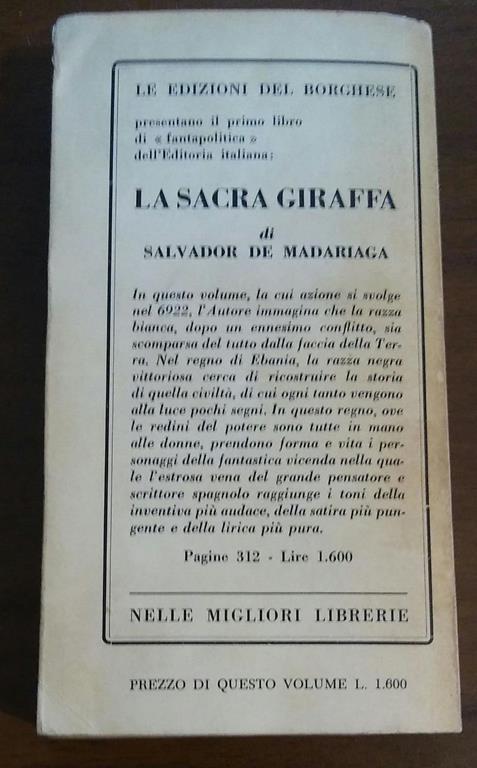 LE EDIZIONI DEL BORGHESE
presentano il primo libro
di « fantapolitica »
dell'Editoria italiana:
LA SACRA GIRAFFA
di
SALVADOR DE MADARIAGA
In questo volume, la cui azione si svolge
nel 6922, l'Autore immagina che la razza
bianca, dopo un ennesimo conflitto, sia
scomparsa del tutto dalla faccia della Ter-
ra. Nel regno di Ebania, la razza negra
vittoriosa cerca di ricostruire la storia
di quella civiltà, di cui ogni tanto vengono
alla luce pochi segni. In questo regno, ove
le redini del potere sono tutte in mano
alle donne, prendono forma e vita i per-
sonaggi della fantastica vicenda nella qua-
le l'estrosa vena del grande pensatore e
scrittore spagnolo raggiunge i toni della
inventiva più audace, della satira più pun-
gente e della lirica più pura.
Pagine 312 - Lire 1.600
NELLE MIGLIORI LIBRERIE
PREZZO DI QUESTO VOLUME L. 1.600